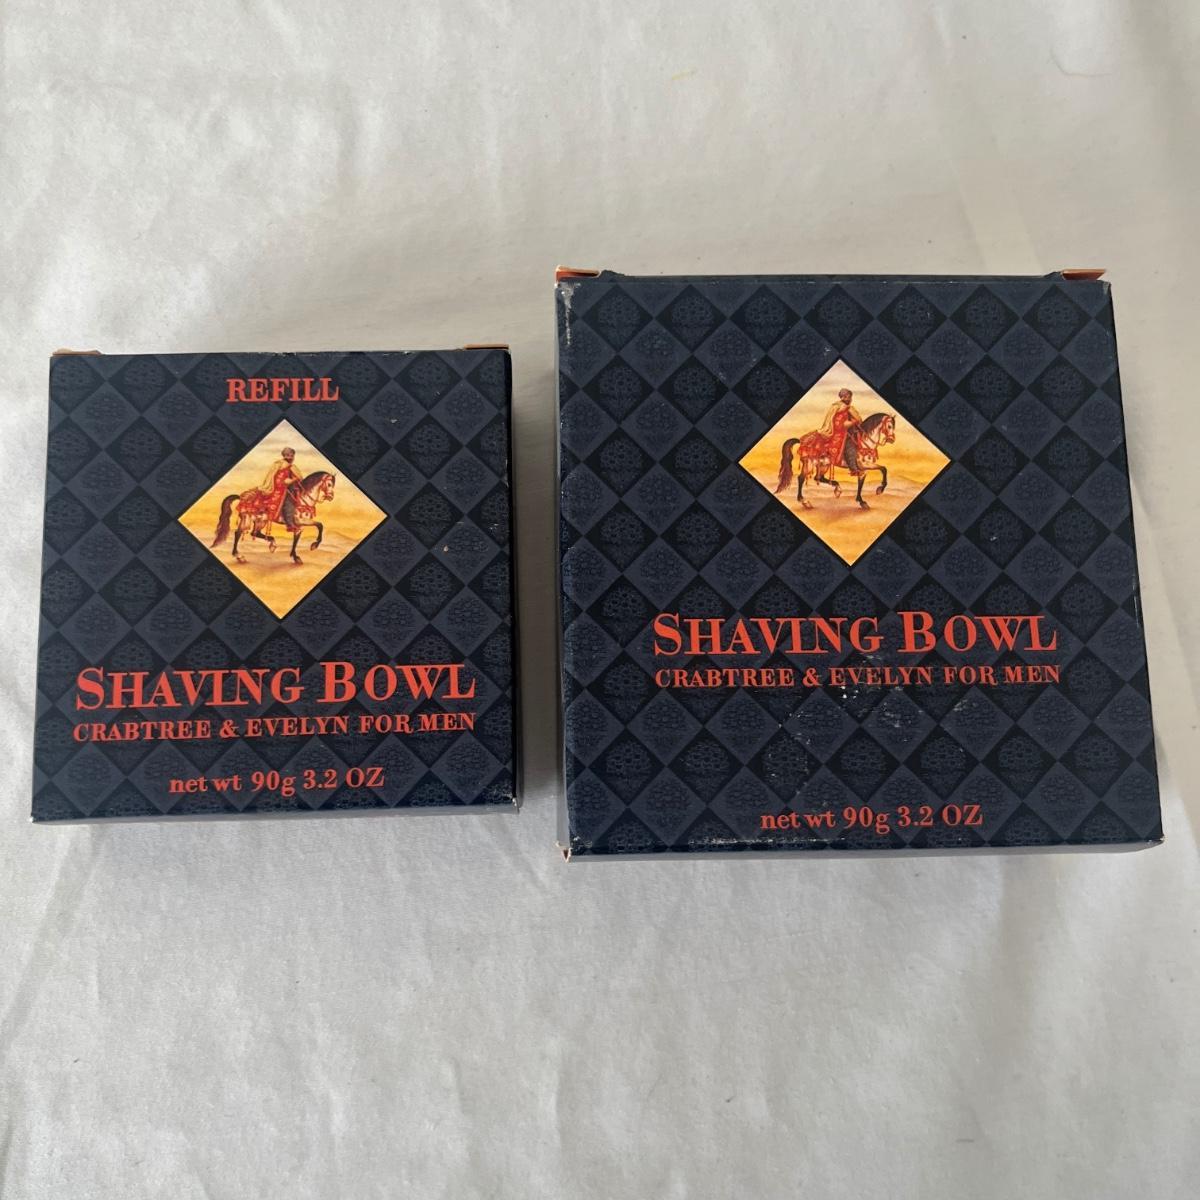 REFILL
SHAVING BOWL
CRABTREE & EVELYN FOR MEN
net wt 90g 3.2 OZ
SHAVING BOWL
CRABTREE & EVELYN FOR MEN
net wt 90g 3.2 OZ